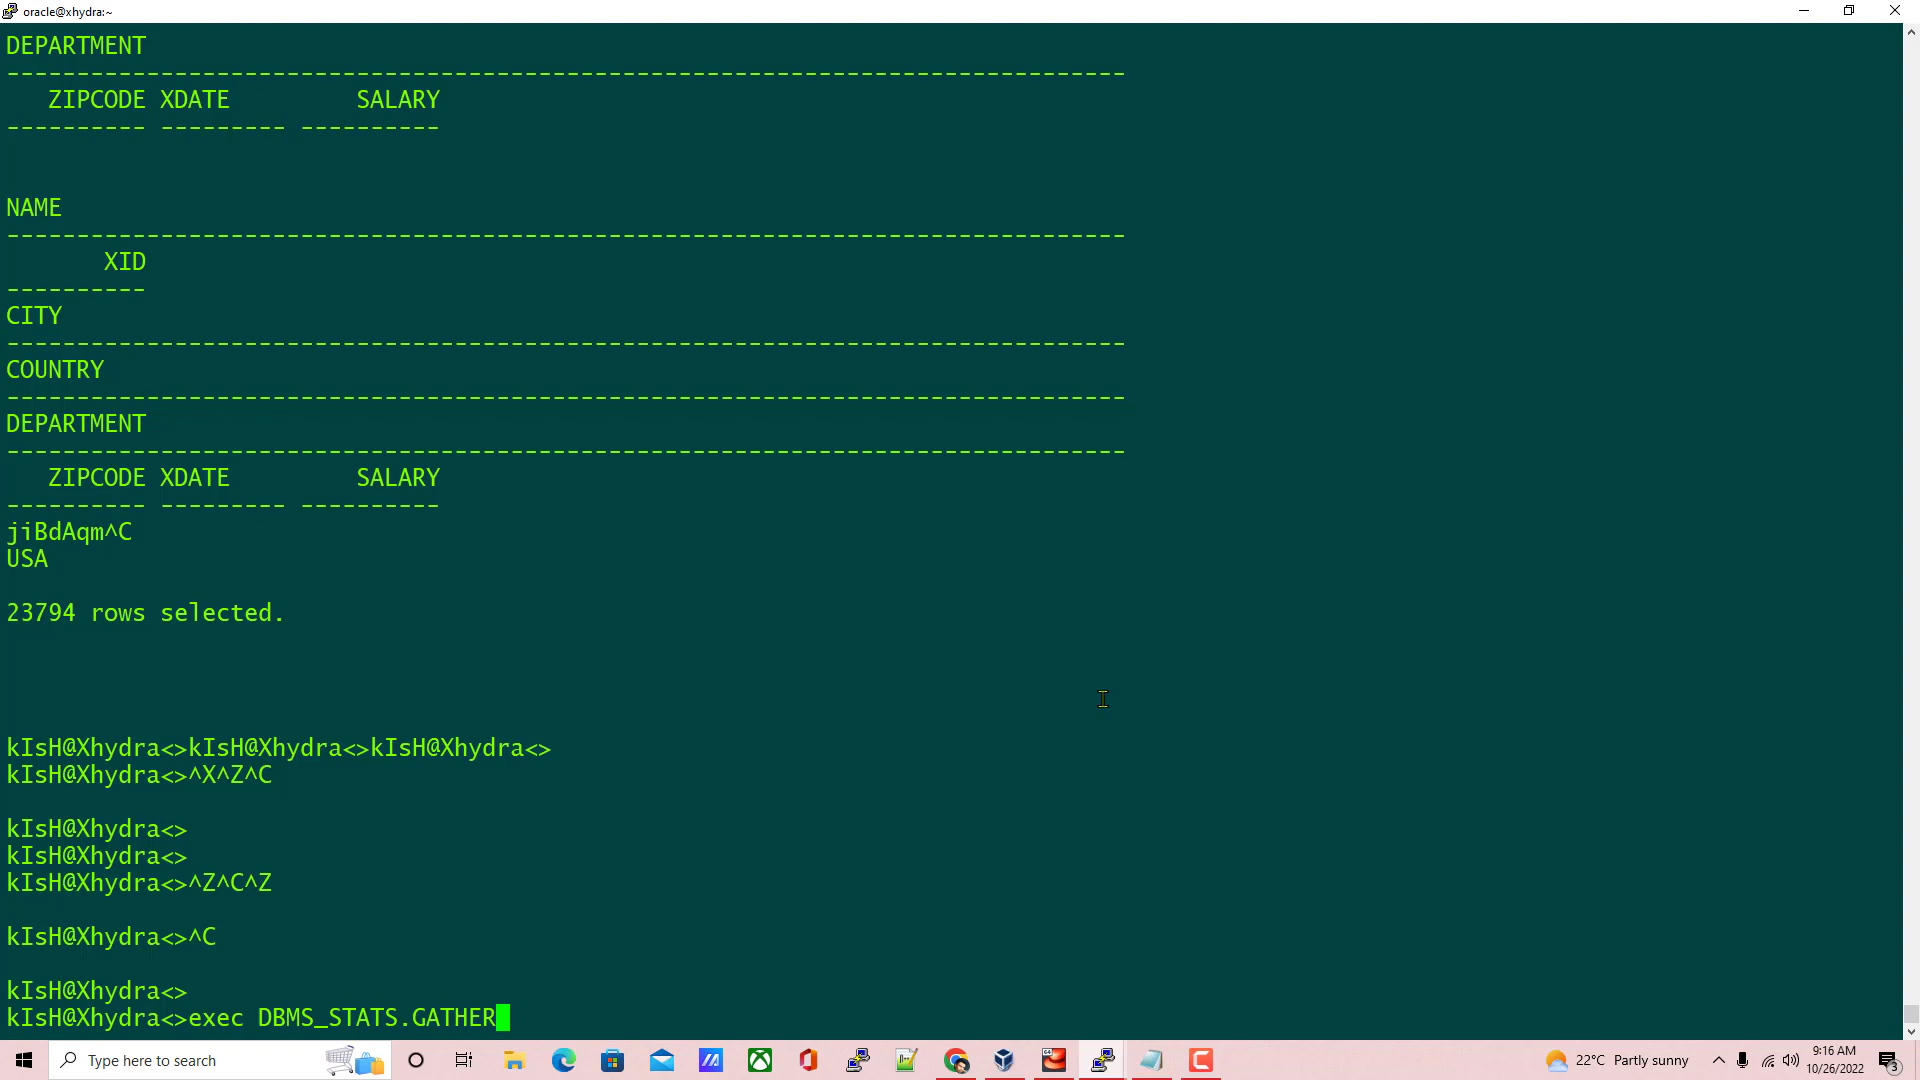 oracle@xhydra:~
DEPARTMENT
--------------------------------------------------------------------------------
   ZIPCODE XDATE         SALARY
---------- --------- ----------
NAME
--------------------------------------------------------------------------------
       XID
----------
CITY
--------------------------------------------------------------------------------
COUNTRY
--------------------------------------------------------------------------------
DEPARTMENT
--------------------------------------------------------------------------------
   ZIPCODE XDATE         SALARY
---------- --------- ----------
jiBdAqm^C
USA
23794 rows selected.
kIsH@Xhydra<>kIsH@Xhydra<>kIsH@Xhydra<>
kIsH@Xhydra<>^X^Z^C
kIsH@Xhydra<>
kIsH@Xhydra<>
kIsH@Xhydra<>^Z^C^Z
kIsH@Xhydra<>^C
kIsH@Xhydra<>
kIsH@Xhydra<>exec DBMS_STATS.GATHER
Type here to search
22°C Partly sunny
9:16 AM
10/26/2022
3